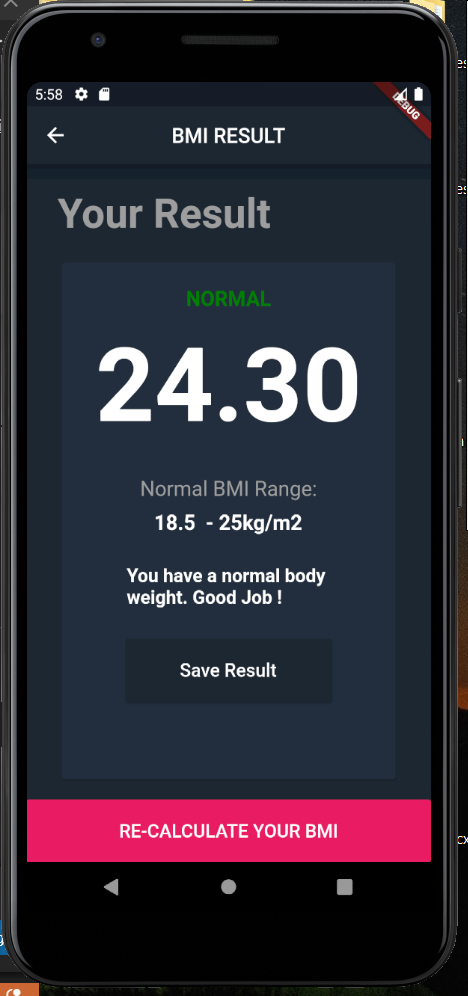 5:58
DEBUG
BMI RESULT
Your Result
NORMAL
24.30
Normal BMI Range:
18.5 - 25kg/m2
You have a normal body
weight. Good Job !
Save Result
RE-CALCULATE YOUR BMI